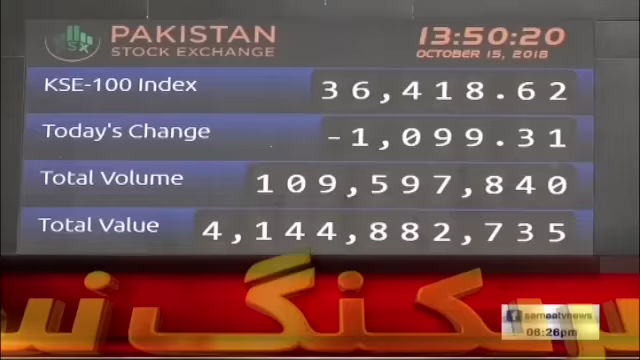 PAKISTAN
STOCK EXCHANGE
13:50:20
OCTOBER 15, 2018
KSE-100 Index 36,418.62
Today's Change -1,099.31
Total Volume 109,597,840
Total Value 4,144,882,735
samaatvnews
06:26pm